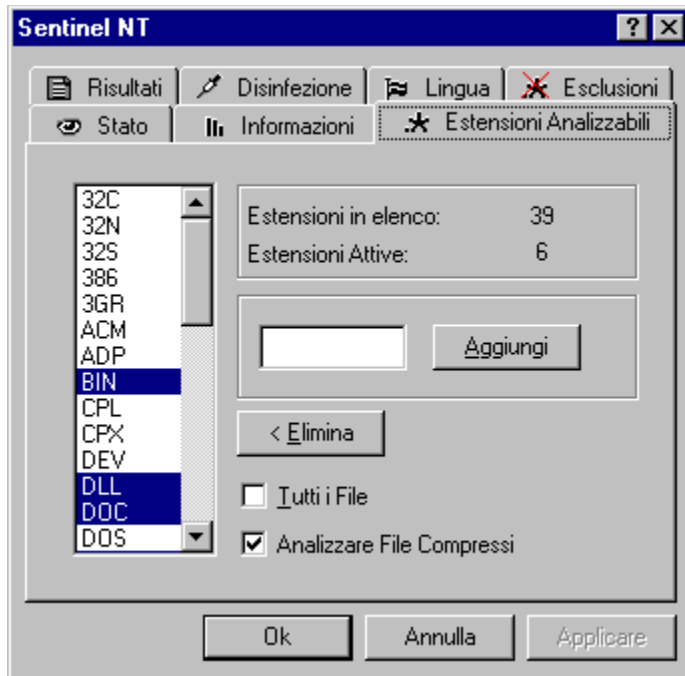 Sentinel NT
Risultati Disinfezione Lingua Esclusioni
Stato Informazioni .* Estensioni Analizzabili
32C
32N
32S
386
3GR
ACM
ADP
BIN
CPL
CPX
DEV
DLL
DOC
DOS
Estensioni in elenco: 39
Estensioni Attive: 6
Aggiungi
< Elimina
Tutti i File
Analizzare File Compressi
Ok Annulla Applicare